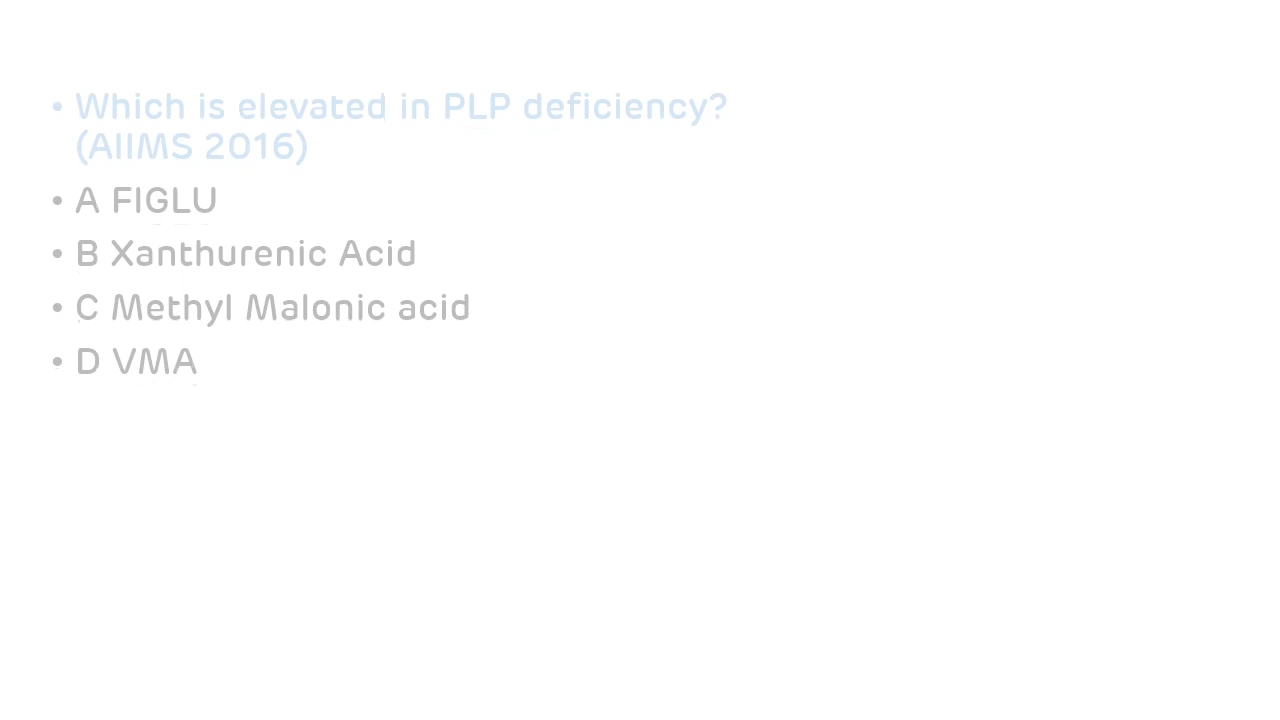 • Which is elevated in PLP deficiency?
(AIIMS 2016)
• A FIGLU
• B Xanthurenic Acid
• C Methyl Malonic acid
• D VMA